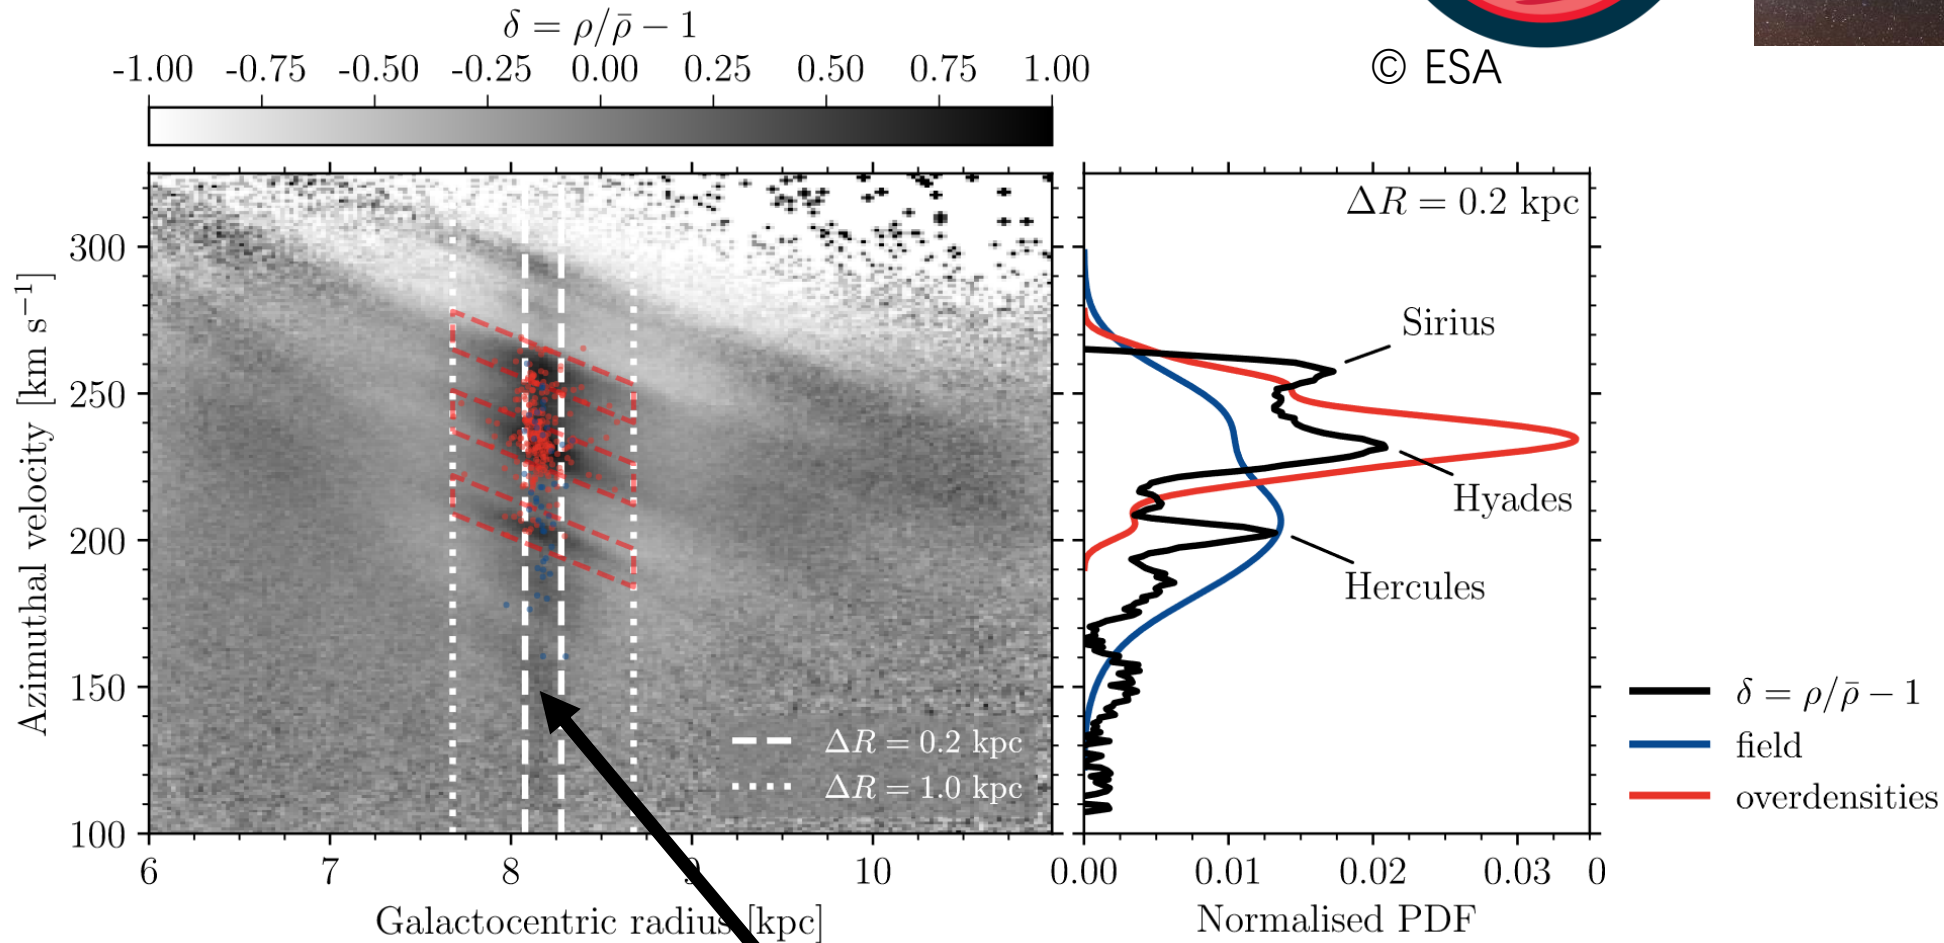 δ = ρ/ρ̄ − 1
-1.00 -0.75 -0.50 -0.25 0.00 0.25 0.50 0.75 1.00
© ESA
ΔR = 0.2 kpc
300
250
200
150
100
Azimuthal velocity [km s⁻¹]
Sirius
Hyades
Hercules
ΔR = 0.2 kpc
ΔR = 1.0 kpc
δ = ρ/ρ̄ − 1
field
overdensities
6 7 8 9 10
0.00 0.01 0.02 0.03 0
Galactocentric radius [kpc]
Normalised PDF